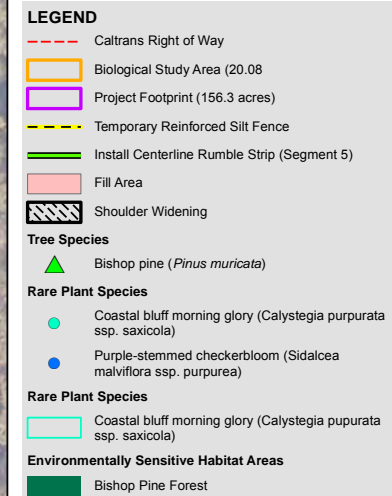 LEGEND
Caltrans Right of Way
Biological Study Area (20.08
Project Footprint (156.3 acres)
Temporary Reinforced Silt Fence
Install Centerline Rumble Strip (Segment 5)
Fill Area
Shoulder Widening
Tree Species
Bishop pine (Pinus muricata)
Rare Plant Species
Coastal bluff morning glory (Calystegia purpurata
ssp. saxicola)
Purple-stemmed checkerbloom (Sidalcea
malviflora ssp. purpurea)
Rare Plant Species
Coastal bluff morning glory (Calystegia pupurata
ssp. saxicola)
Environmentally Sensitive Habitat Areas
Bishop Pine Forest